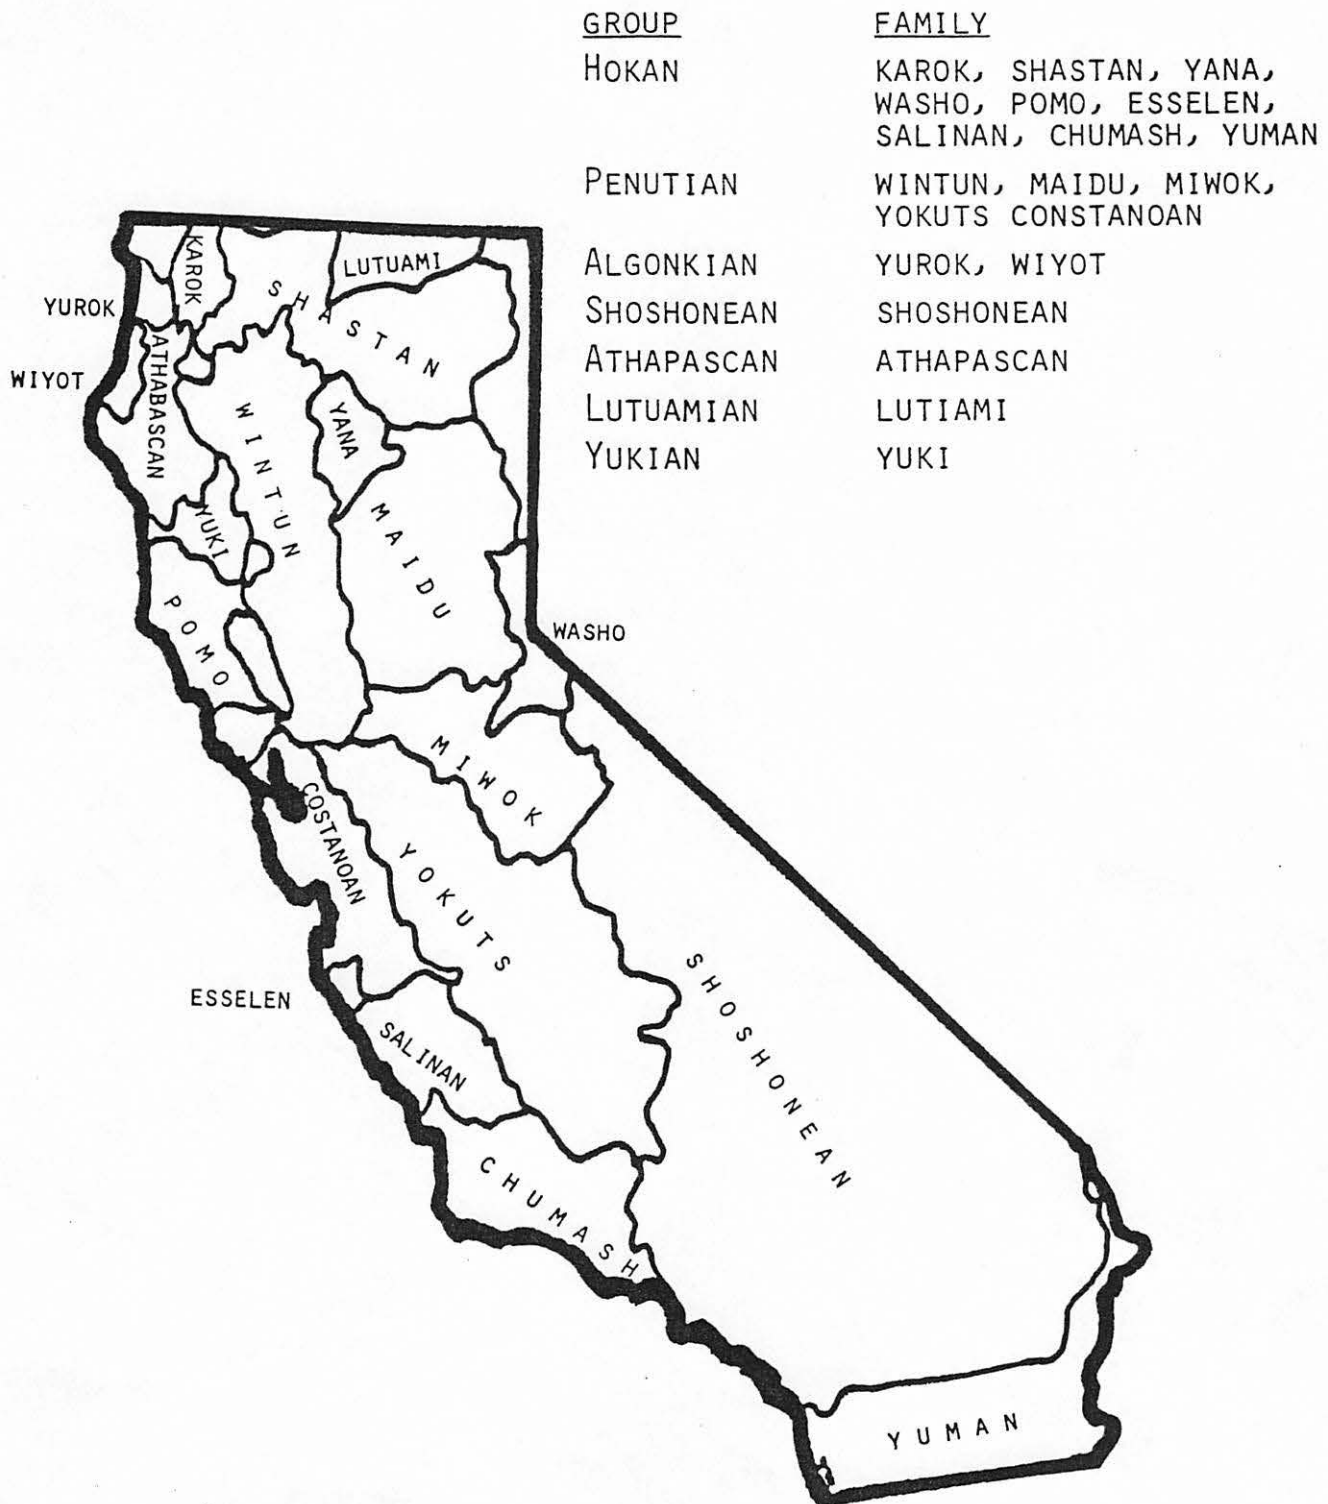 GROUP FAMILY
HOKAN KAROK, SHASTAN, YANA,
WASHO, POMO, ESSELEN,
SALINAN, CHUMASH, YUMAN
PENUTIAN WINTUN, MAIDU, MIWOK,
YOKUTS CONSTANOAN
ALGONKIAN YUROK, WIYOT
SHOSHONEAN SHOSHONEAN
ATHAPASCAN ATHAPASCAN
LUTUAMIAN LUTIAMI
YUKIAN YUKI
KAROK
LUTUAMI
SHASTAN
YUROK
ATHABASCAN
WIYOT
WINTUN
YANA
YUKI
MAIDU
POMO
WASHO
MIWOK
COSTANOAN
YOKUTS
SHOSHONEAN
ESSELEN
SALINAN
CHUMASH
YUMAN